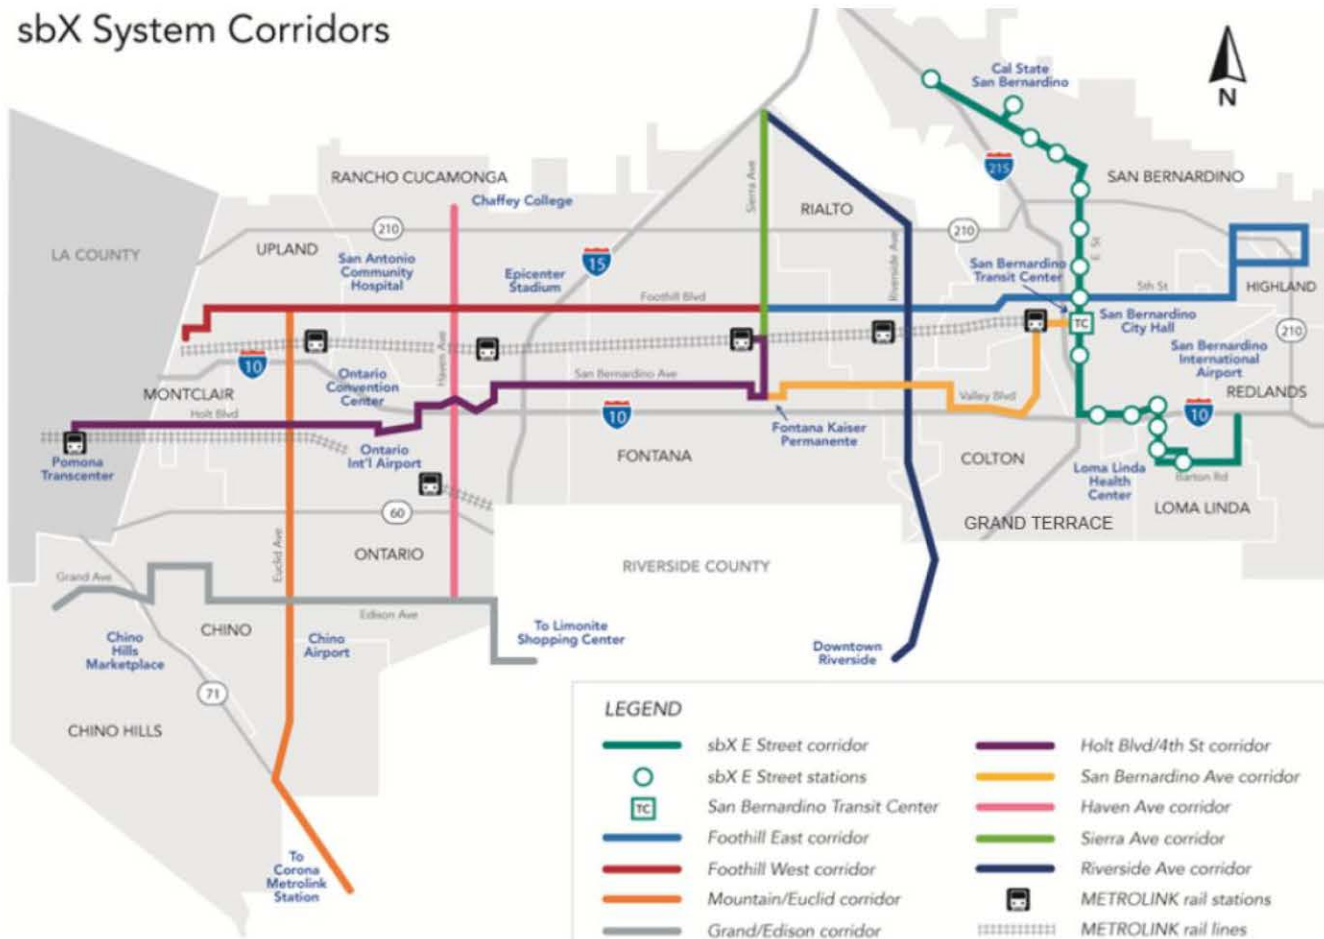 sbX System Corridors
Cal State
San Bernardino
N
215
RANCHO CUCAMONGA
SAN BERNARDINO
Chaffey College
Sierra Ave
RIALTO
210
210
LA COUNTY
UPLAND
San Antonio
Community
Hospital
Epicenter
Stadium
15
Riverside Ave
E St
San Bernardino
Transit Center
Foothill Blvd
5th St
HIGHLAND
TC
San Bernardino
City Hall
210
San Bernardino
International
Airport
10
Haven Ave
Ontario
Convention
Center
San Bernardino Ave
MONTCLAIR
Valley Blvd
REDLANDS
Holt Blvd
10
10
Fontana Kaiser
Permanente
Pomona
Transcenter
Ontario
Int'l Airport
FONTANA
COLTON
Loma Linda
Health
Center
Barton Rd
LOMA LINDA
60
GRAND TERRACE
Euclid Ave
ONTARIO
RIVERSIDE COUNTY
Grand Ave
Edison Ave
CHINO
To Limonite
Shopping Center
Chino
Hills
Marketplace
Chino
Airport
Downtown
Riverside
71
CHINO HILLS
To
Corona
Metrolink
Station
LEGEND
sbX E Street corridor
sbX E Street stations
TC
San Bernardino Transit Center
Foothill East corridor
Foothill West corridor
Mountain/Euclid corridor
Grand/Edison corridor
Holt Blvd/4th St corridor
San Bernardino Ave corridor
Haven Ave corridor
Sierra Ave corridor
Riverside Ave corridor
METROLINK rail stations
METROLINK rail lines